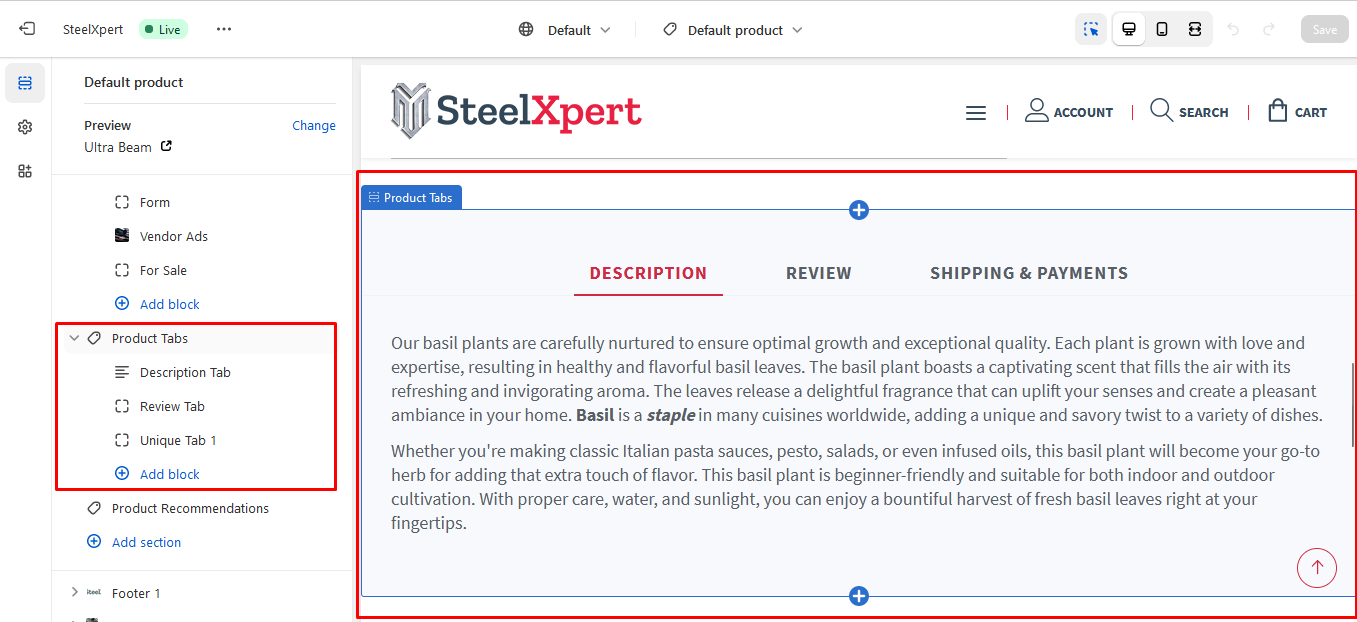 SteelXpert
Live
Default
Default product
Save
Default product
Preview
Change
Ultra Beam
Form
Vendor Ads
For Sale
Add block
Product Tabs
Description Tab
Review Tab
Unique Tab 1
Add block
Product Recommendations
Add section
Footer 1
SteelXpert
ACCOUNT
SEARCH
CART
Product Tabs
DESCRIPTION
REVIEW
SHIPPING & PAYMENTS
Our basil plants are carefully nurtured to ensure optimal growth and exceptional quality. Each plant is grown with love and
expertise, resulting in healthy and flavorful basil leaves. The basil plant boasts a captivating scent that fills the air with its
refreshing and invigorating aroma. The leaves release a delightful fragrance that can uplift your senses and create a pleasant
ambiance in your home. Basil is a staple in many cuisines worldwide, adding a unique and savory twist to a variety of dishes.
Whether you're making classic Italian pasta sauces, pesto, salads, or even infused oils, this basil plant will become your go-to
herb for adding that extra touch of flavor. This basil plant is beginner-friendly and suitable for both indoor and outdoor
cultivation. With proper care, water, and sunlight, you can enjoy a bountiful harvest of fresh basil leaves right at your
fingertips.